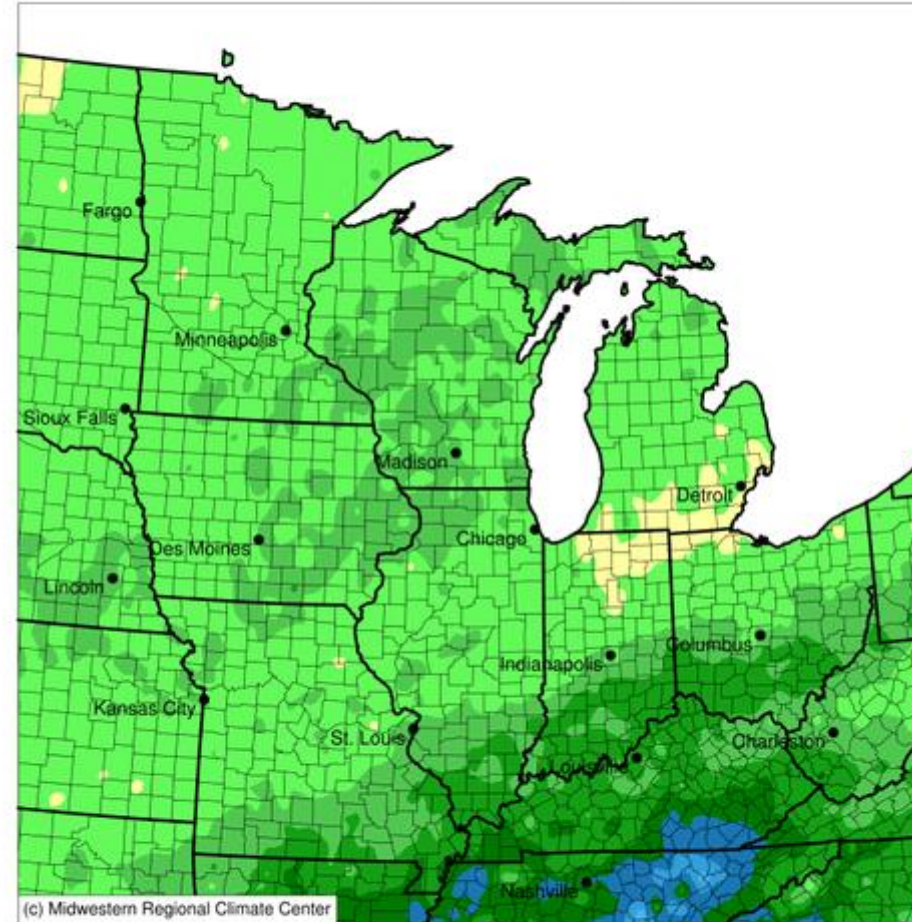 Fargo
Minneapolis
Sioux Falls
Madison
Detroit
Chicago
Des Moines
Lincoln
Columbus
Indianapolis
Kansas City
St. Louis
Charleston
Louisville
Nashville
(c) Midwestern Regional Climate Center